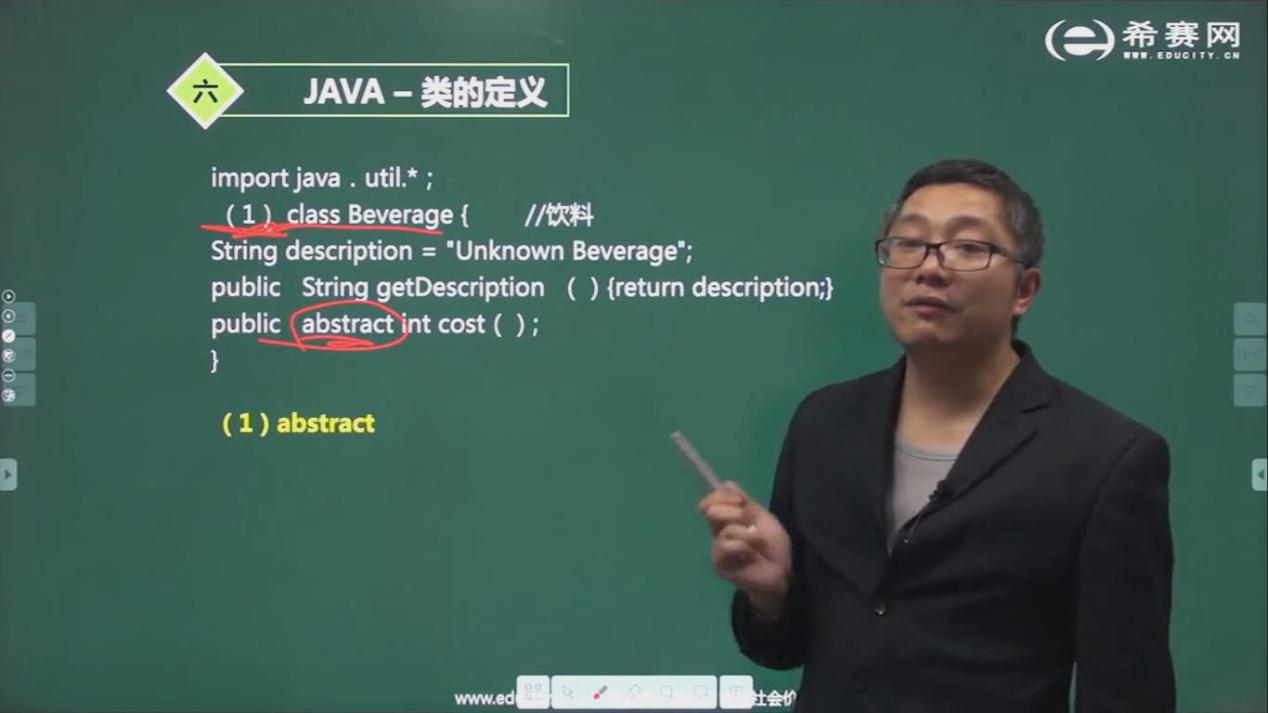 希赛网
WWW.EDUCITY.CN
六
JAVA – 类的定义
import java . util.* ;
（1）class Beverage { //饮料
String description = "Unknown Beverage";
public String getDescription （ ）{return description;}
public abstract int cost（ ）;
}
（1）abstract